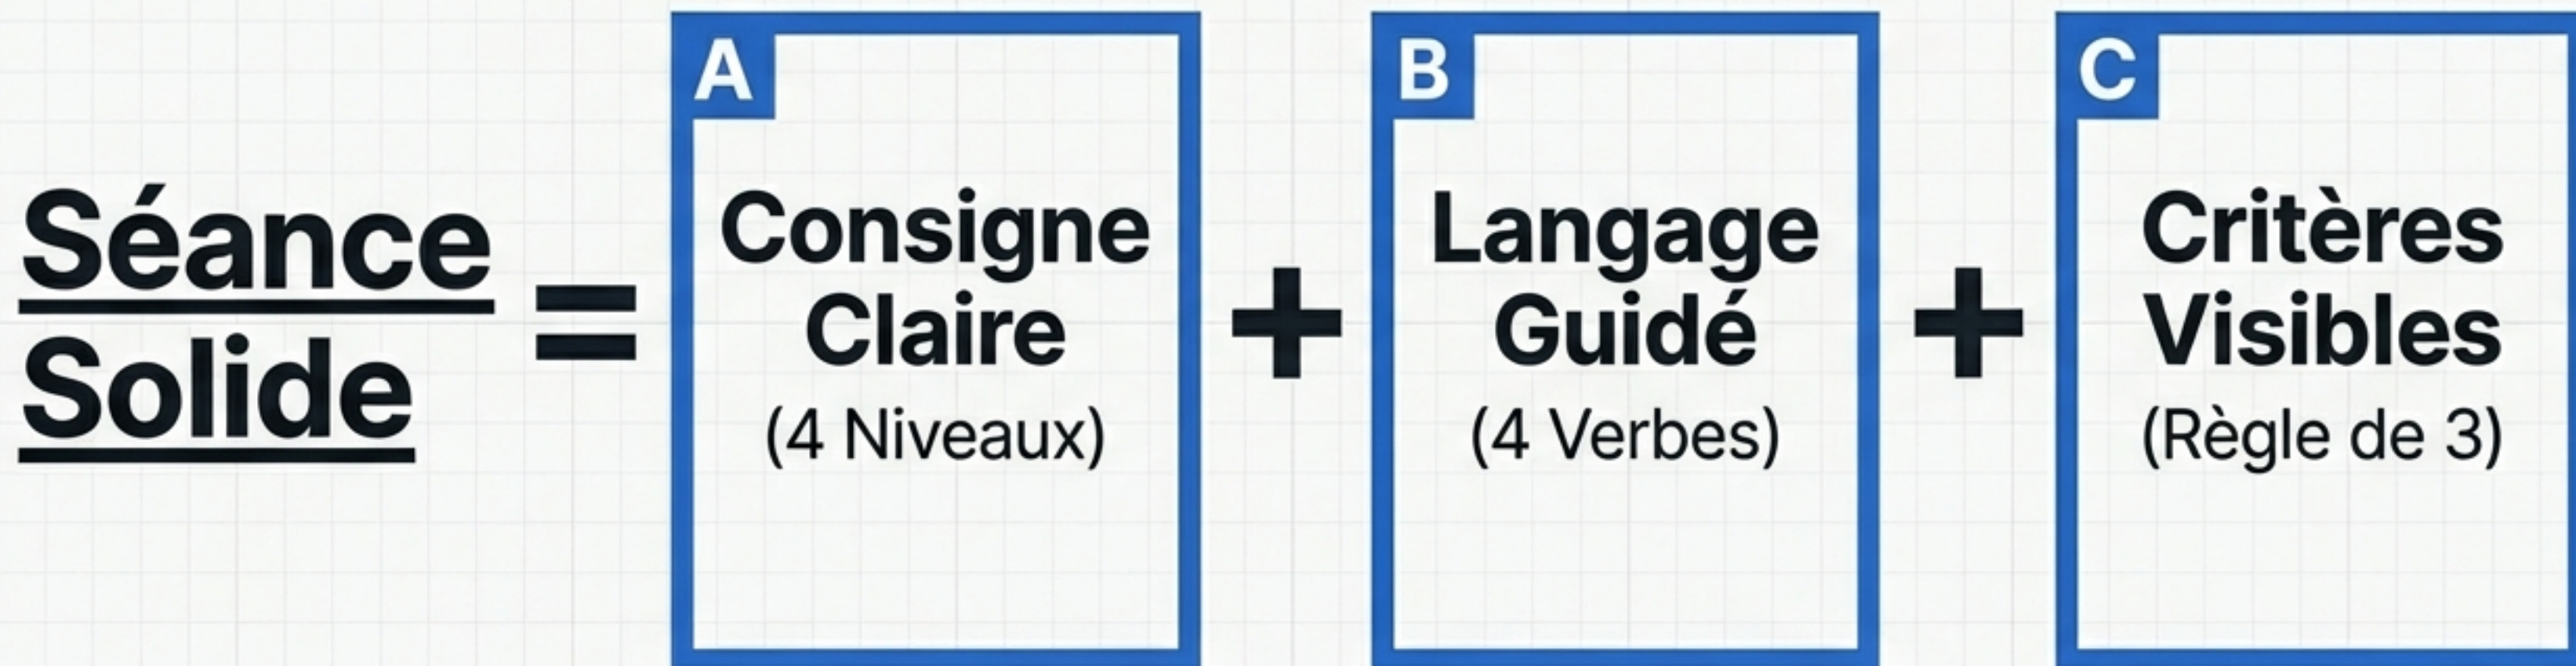 Séance
Solide
=
A
Consigne
Claire
(4 Niveaux)
+
B
Langage
Guidé
(4 Verbes)
+
C
Critères
Visibles
(Règle de 3)